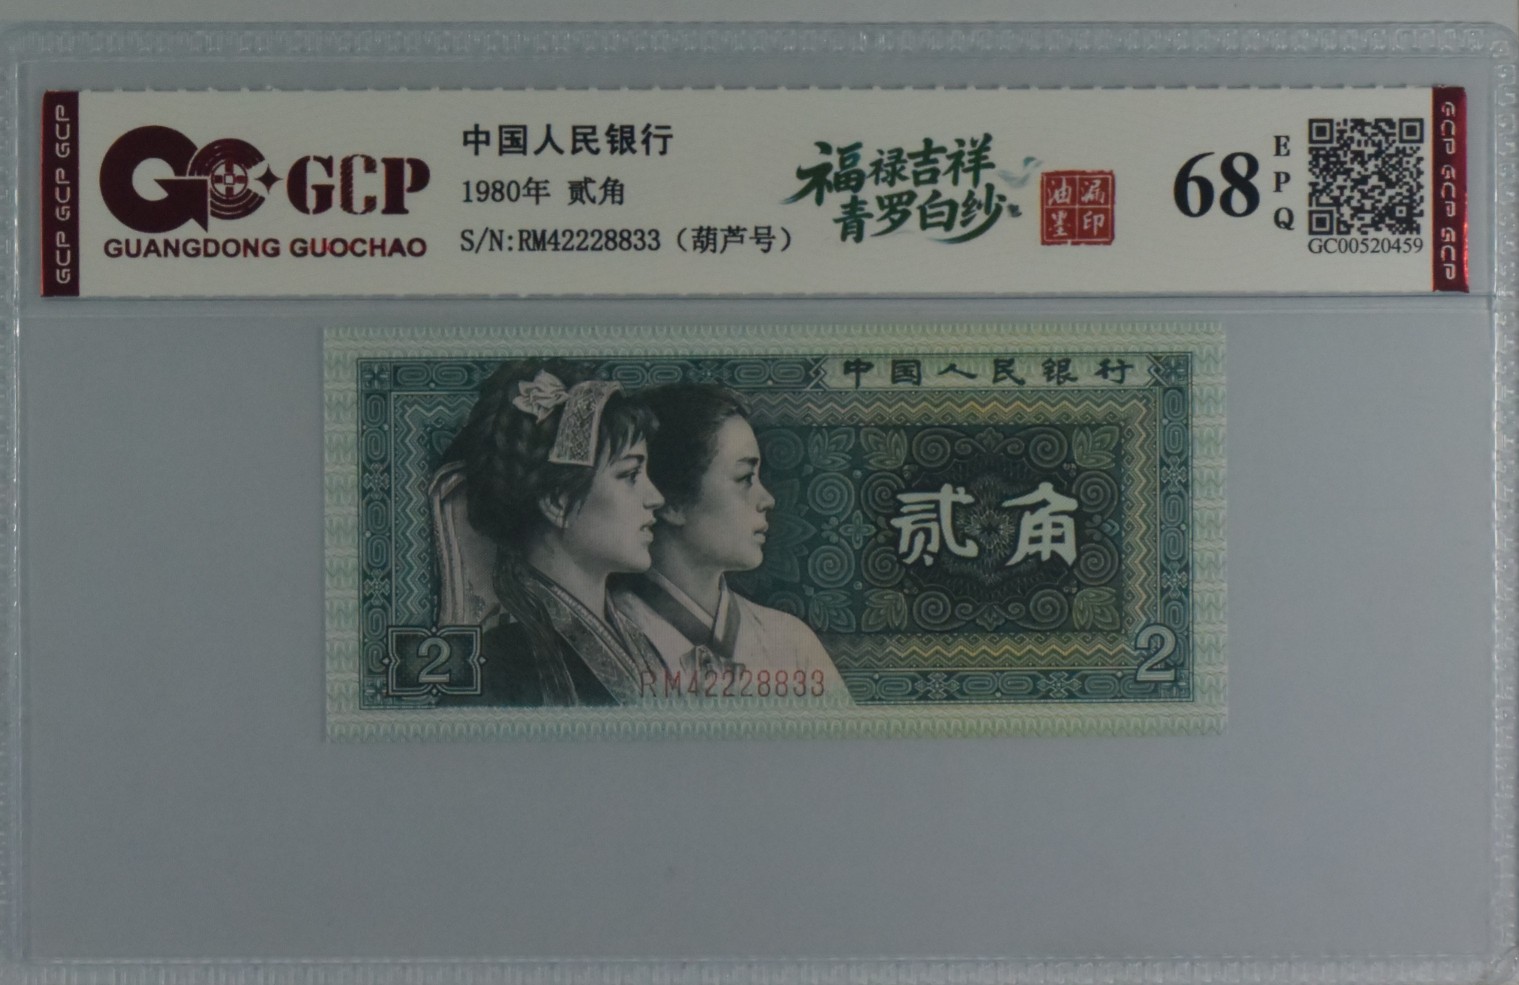 GCP GCP GCP
GCP
GUANGDONG GUOCHAO
中国人民银行
1980年 贰角
S/N:RM42228833（葫芦号）
福禄吉祥
青罗白纱
油漏
墨印
68
E
P
Q
GC00520459
GCP GCP GCP
中国人民银行
贰角
2
2
RM42228833